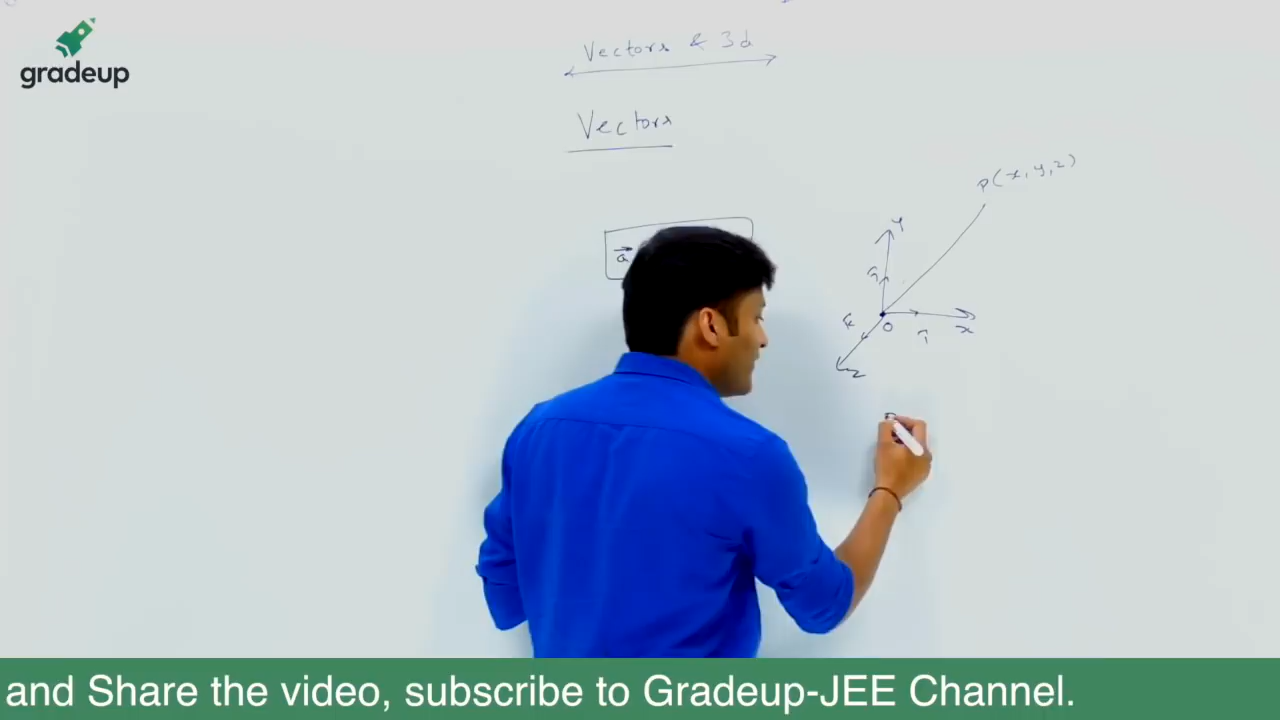 gradeup
Vectors & 3d
Vectors
P(x, y, z)
Y
a⃗
ĵ
k̂
O
î
x
z
and Share the video, subscribe to Gradeup-JEE Channel.